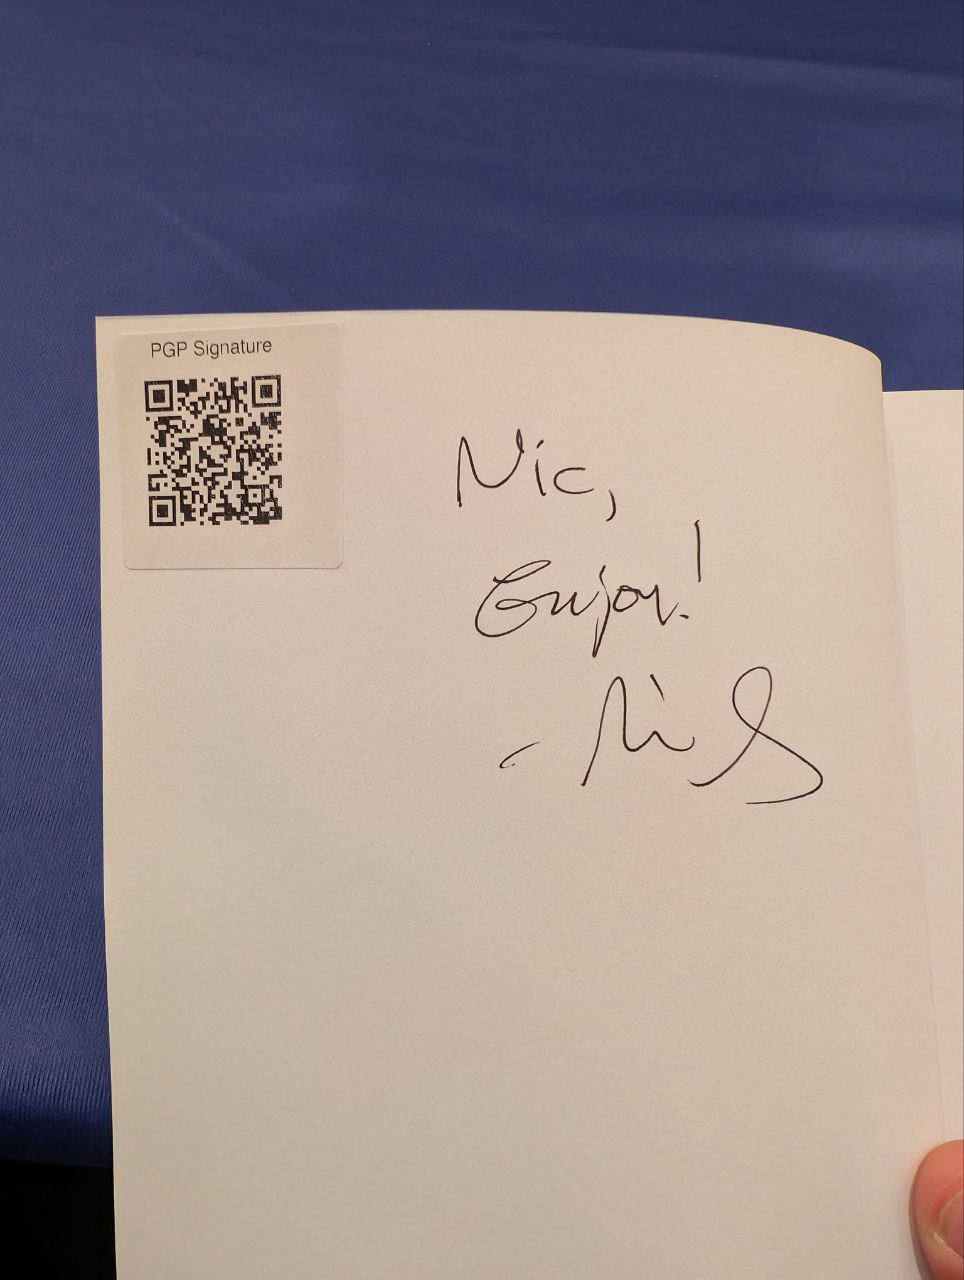 PGP Signature
Nic,
Enjoy!